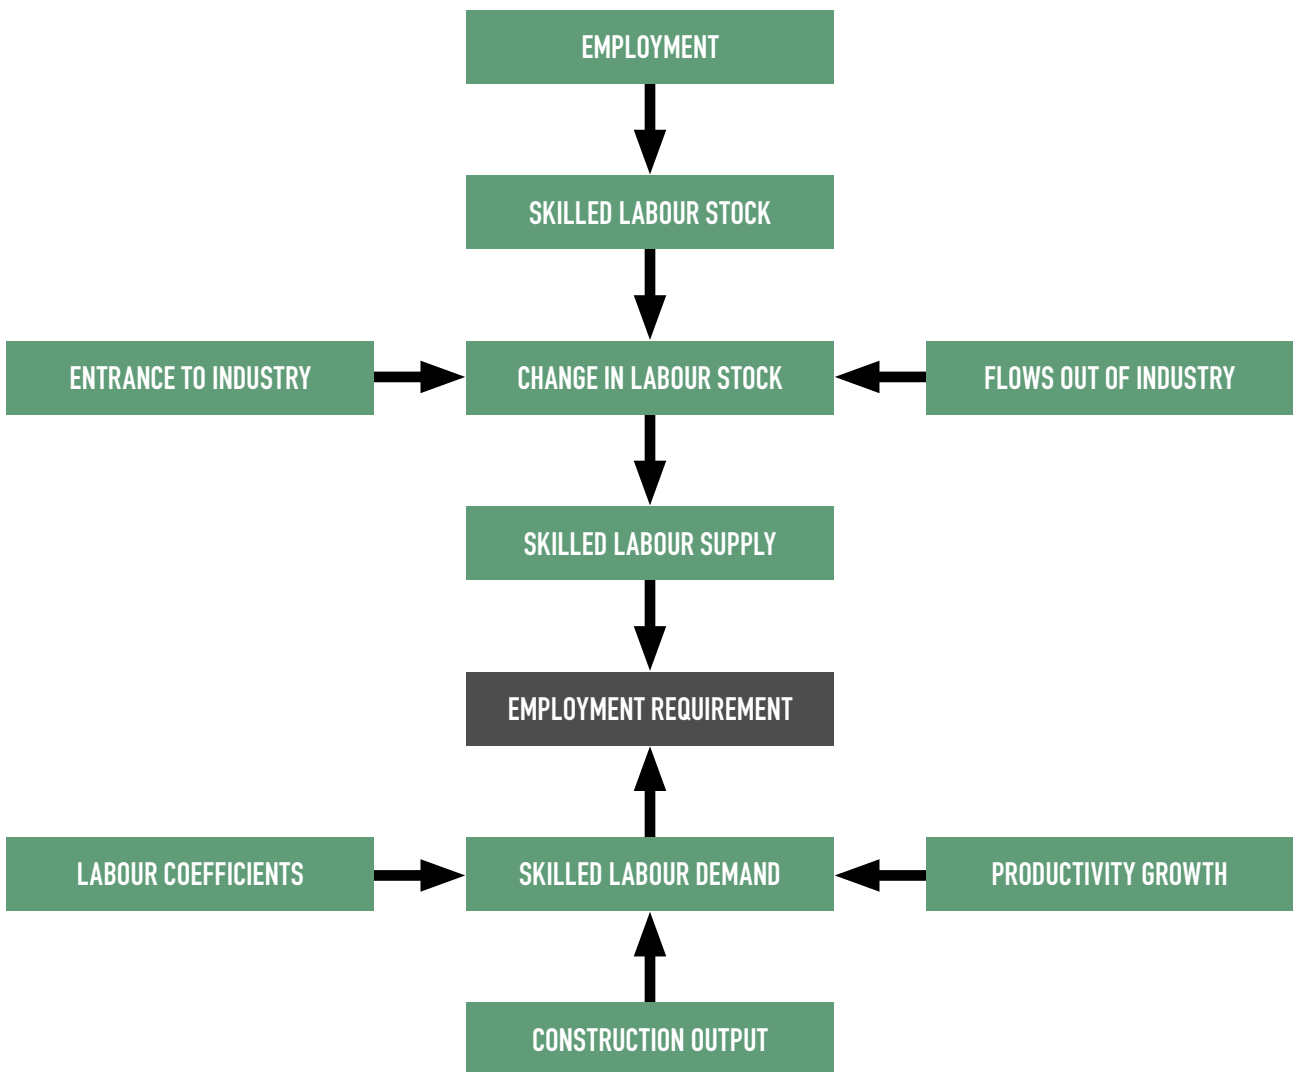 EMPLOYMENT
SKILLED LABOUR STOCK
ENTRANCE TO INDUSTRY
CHANGE IN LABOUR STOCK
FLOWS OUT OF INDUSTRY
SKILLED LABOUR SUPPLY
EMPLOYMENT REQUIREMENT
LABOUR COEFFICIENTS
SKILLED LABOUR DEMAND
PRODUCTIVITY GROWTH
CONSTRUCTION OUTPUT